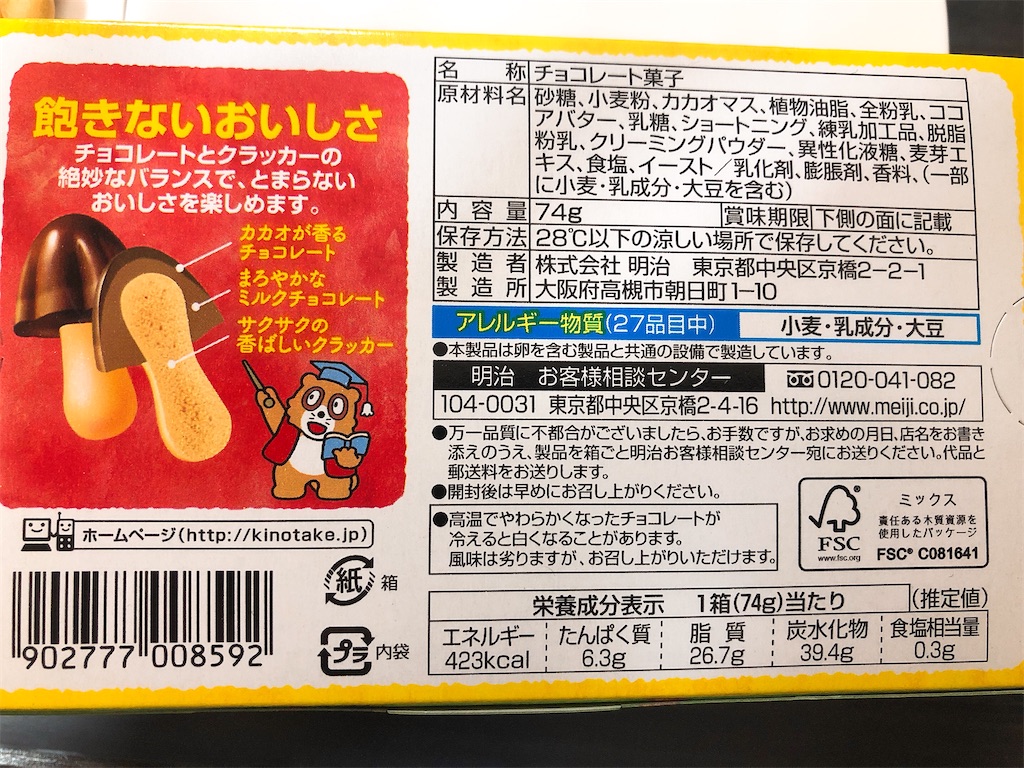 飽きないおいしさ
チョコレートとクラッカーの
絶妙なバランスで、とまらない
おいしさを楽しめます。
カカオが香る
チョコレート
まろやかな
ミルクチョコレート
サクサクの
香ばしいクラッカー
ホームページ(http://kinotake.jp)
902777 008592
紙 箱
プラ 内袋
名 称 チョコレート菓子
原材料名 砂糖、小麦粉、カカオマス、植物油脂、全粉乳、ココ
アバター、乳糖、ショートニング、練乳加工品、脱脂
粉乳、クリーミングパウダー、異性化液糖、麦芽エ
キス、食塩、イースト/乳化剤、膨脹剤、香料、(一部
に小麦・乳成分・大豆を含む)
内容量 74g 賞味期限 下側の面に記載
保存方法 28℃以下の涼しい場所で保存してください。
製造者 株式会社 明治 東京都中央区京橋2-2-1
製造所 大阪府高槻市朝日町1-10
アレルギー物質(27品目中) 小麦・乳成分・大豆
●本製品は卵を含む製品と共通の設備で製造しています。
明治 お客様相談センター 0120-041-082
104-0031 東京都中央区京橋2-4-16 http://www.meiji.co.jp/
●万一品質に不都合がございましたら、お手数ですが、お求めの月日、店名をお書き
添えのうえ、製品を箱ごと明治お客様相談センター宛にお送りください。代品と
郵送料をお送りします。
●開封後は早めにお召し上がりください。
●高温でやわらかくなったチョコレートが
冷えると白くなることがあります。
風味は劣りますが、お召し上がりいただけます。
FSC
www.fsc.org
ミックス
責任ある木質資源を
使用したパッケージ
FSC® C081641
栄養成分表示 1箱(74g)当たり (推定値)
エネルギー たんぱく質 脂質 炭水化物 食塩相当量
423kcal 6.3g 26.7g 39.4g 0.3g